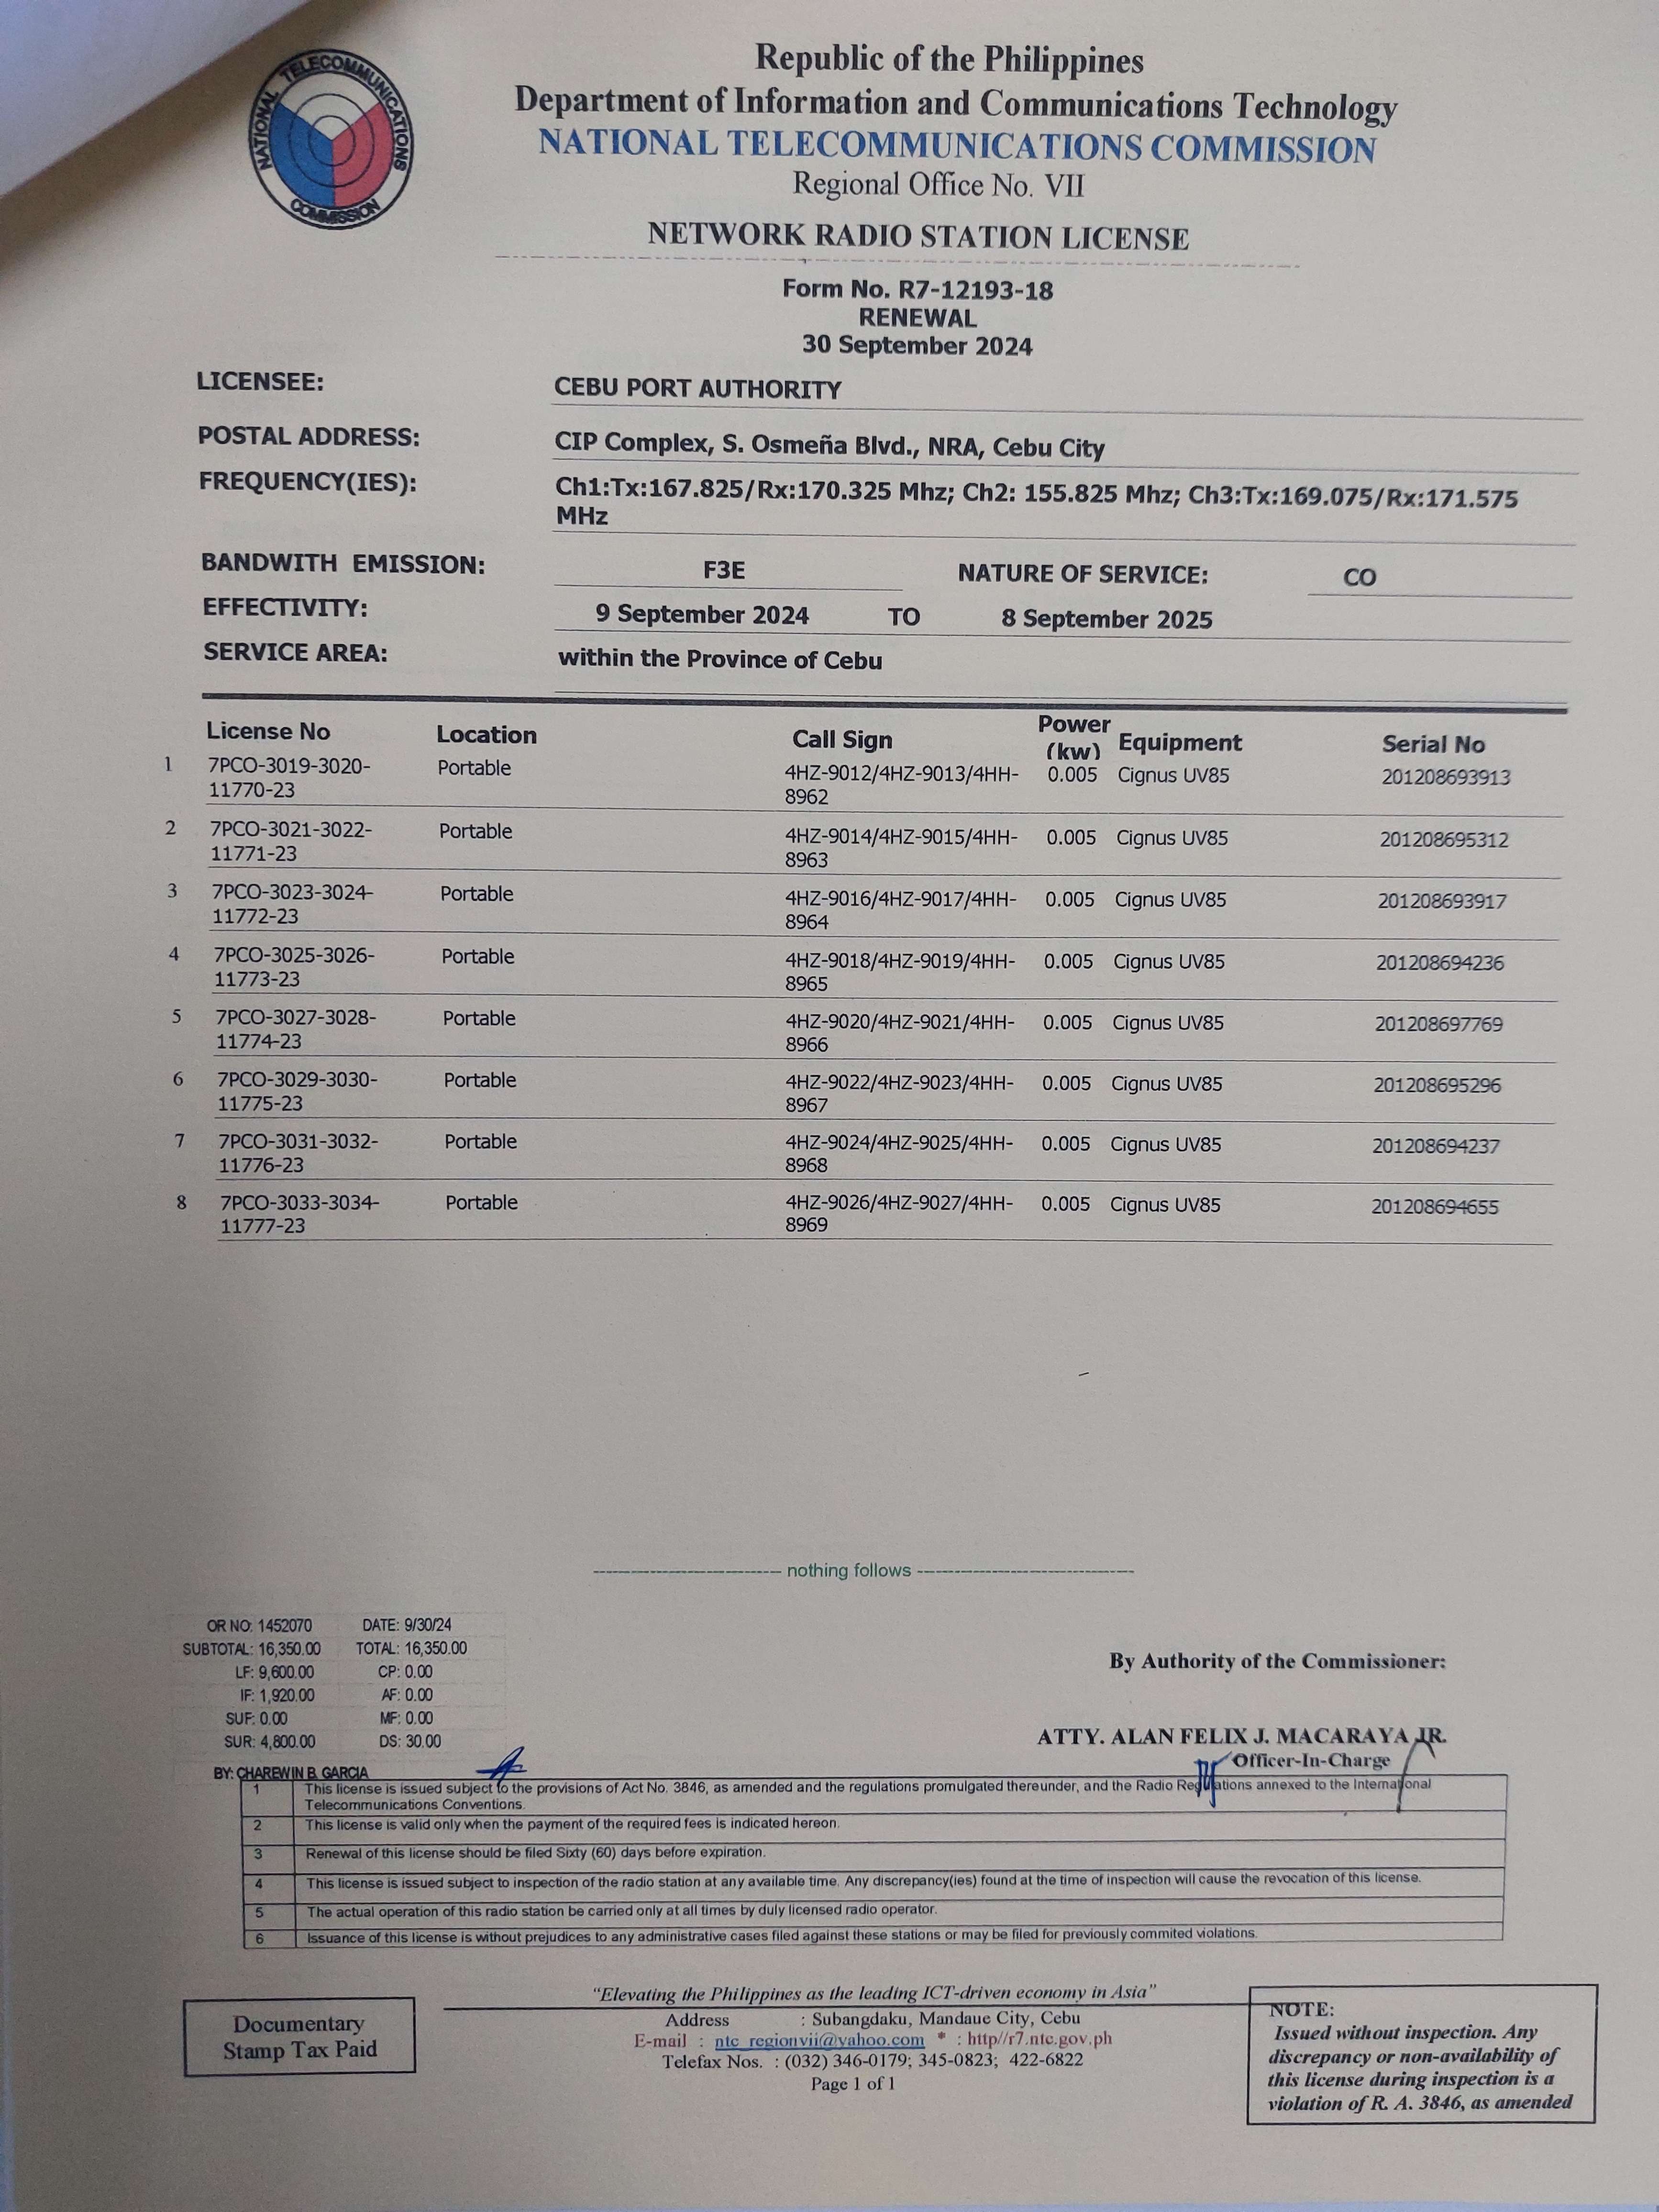 NATIONAL TELECOMMUNICATIONS COMMISSION
Republic of the Philippines
Department of Information and Communications Technology
NATIONAL TELECOMMUNICATIONS COMMISSION
Regional Office No. VII
NETWORK RADIO STATION LICENSE
Form No. R7-12193-18
RENEWAL
30 September 2024
LICENSEE: CEBU PORT AUTHORITY
POSTAL ADDRESS: CIP Complex, S. Osmeña Blvd., NRA, Cebu City
FREQUENCY(IES): Ch1:Tx:167.825/Rx:170.325 Mhz; Ch2: 155.825 Mhz; Ch3:Tx:169.075/Rx:171.575
MHz
BANDWITH EMISSION: F3E NATURE OF SERVICE: CO
EFFECTIVITY: 9 September 2024 TO 8 September 2025
SERVICE AREA: within the Province of Cebu
License No Location Call Sign Power (kw) Equipment Serial No
1 7PCO-3019-3020- Portable 4HZ-9012/4HZ-9013/4HH- 0.005 Cignus UV85 201208693913
11770-23 8962
2 7PCO-3021-3022- Portable 4HZ-9014/4HZ-9015/4HH- 0.005 Cignus UV85 201208695312
11771-23 8963
3 7PCO-3023-3024- Portable 4HZ-9016/4HZ-9017/4HH- 0.005 Cignus UV85 201208693917
11772-23 8964
4 7PCO-3025-3026- Portable 4HZ-9018/4HZ-9019/4HH- 0.005 Cignus UV85 201208694236
11773-23 8965
5 7PCO-3027-3028- Portable 4HZ-9020/4HZ-9021/4HH- 0.005 Cignus UV85 201208697769
11774-23 8966
6 7PCO-3029-3030- Portable 4HZ-9022/4HZ-9023/4HH- 0.005 Cignus UV85 201208695296
11775-23 8967
7 7PCO-3031-3032- Portable 4HZ-9024/4HZ-9025/4HH- 0.005 Cignus UV85 201208694237
11776-23 8968
8 7PCO-3033-3034- Portable 4HZ-9026/4HZ-9027/4HH- 0.005 Cignus UV85 201208694655
11777-23 8969
---------------------------- nothing follows ----------------------------
OR NO: 1452070 DATE: 9/30/24
SUBTOTAL: 16,350.00 TOTAL: 16,350.00
LF: 9,600.00 CP: 0.00
IF: 1,920.00 AF: 0.00
SUF: 0.00 MF: 0.00
SUR: 4,800.00 DS: 30.00
BY: CHAREWIN B. GARCIA
By Authority of the Commissioner:
ATTY. ALAN FELIX J. MACARAYA JR.
Officer-In-Charge
1 This license is issued subject to the provisions of Act No. 3846, as amended and the regulations promulgated thereunder, and the Radio Regulations annexed to the International
Telecommunications Conventions.
2 This license is valid only when the payment of the required fees is indicated hereon.
3 Renewal of this license should be filed Sixty (60) days before expiration.
4 This license is issued subject to inspection of the radio station at any available time. Any discrepancy(ies) found at the time of inspection will cause the revocation of this license.
5 The actual operation of this radio station be carried only at all times by duly licensed radio operator.
6 Issuance of this license is without prejudices to any administrative cases filed against these stations or may be filed for previously commited violations.
Documentary
Stamp Tax Paid
“Elevating the Philippines as the leading ICT-driven economy in Asia”
Address : Subangdaku, Mandaue City, Cebu
E-mail : ntc_regionvii@yahoo.com * : http//r7.ntc.gov.ph
Telefax Nos. : (032) 346-0179; 345-0823; 422-6822
Page 1 of 1
NOTE:
Issued without inspection. Any
discrepancy or non-availability of
this license during inspection is a
violation of R. A. 3846, as amended